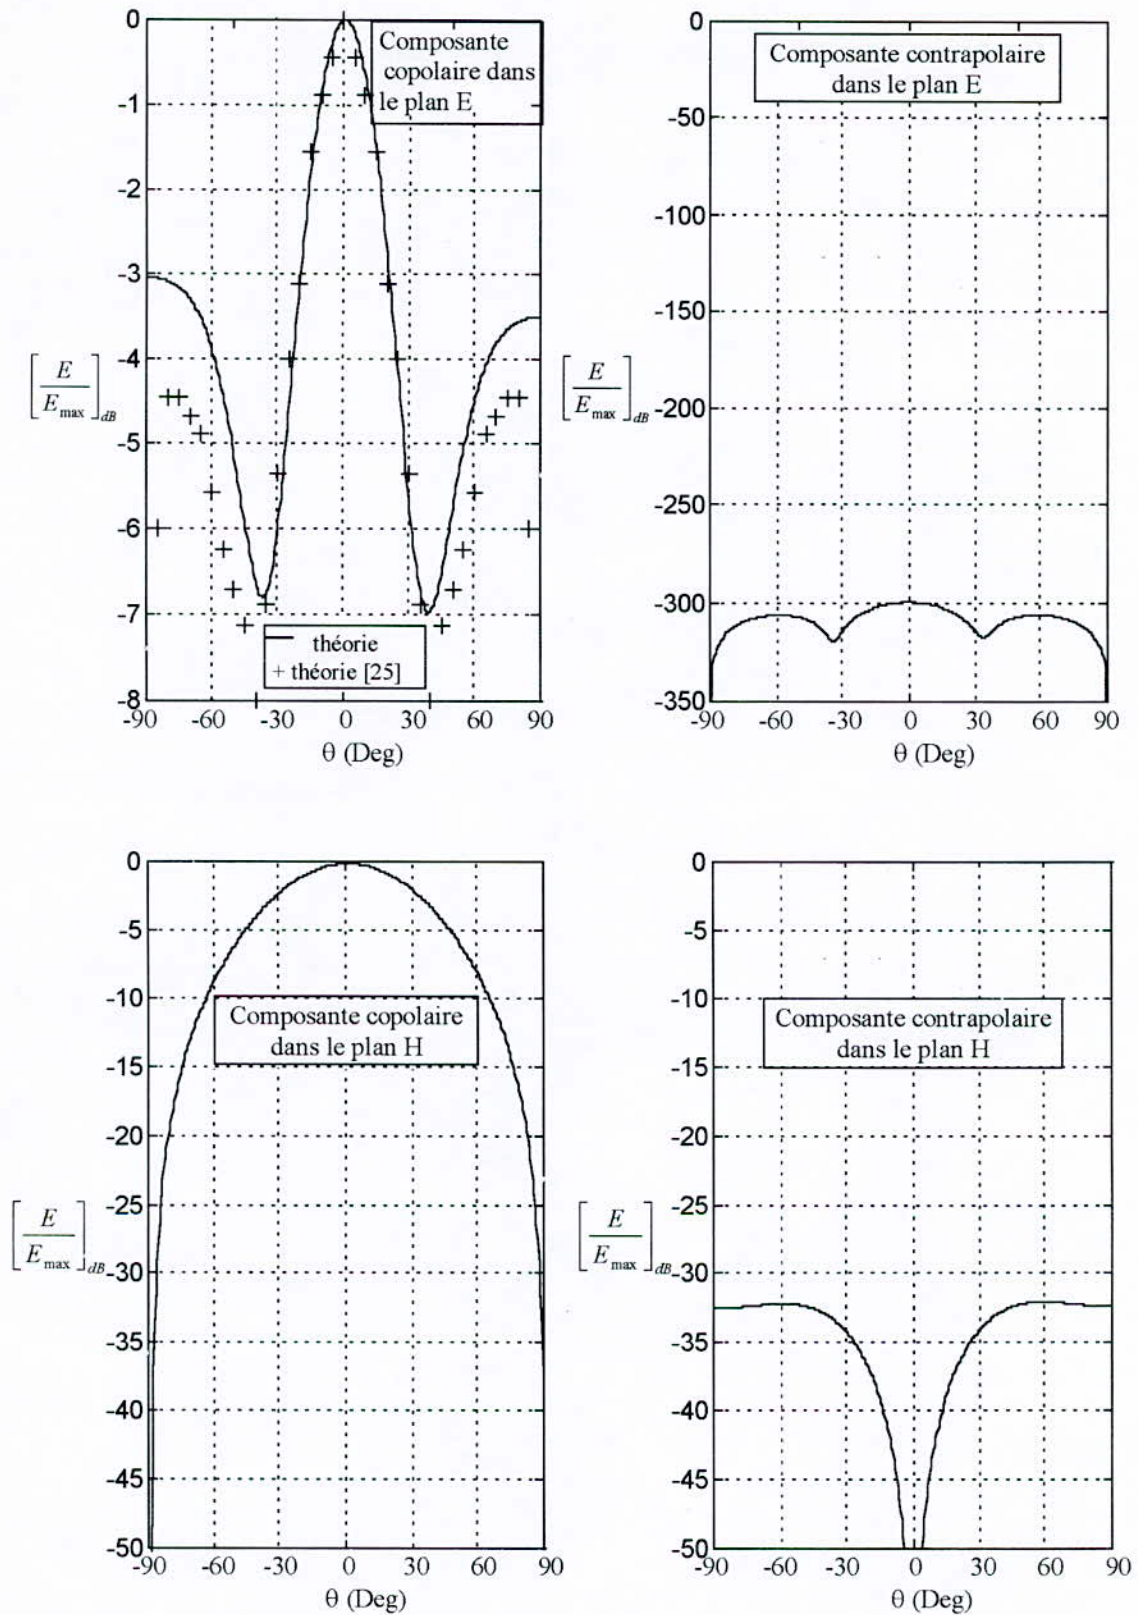 0
-1
-2
-3
-4
-5
-6
-7
-8
[E/E max] dB
Composante
copolaire dans
le plan E
— théorie
+ théorie [25]
-90 -60 -30 0 30 60 90
θ (Deg)
0
-50
-100
-150
-200
-250
-300
-350
[E/E max] dB
Composante contrapolaire
dans le plan E
-90 -60 -30 0 30 60 90
θ (Deg)
0
-5
-10
-15
-20
-25
-30
-35
-40
-45
-50
[E/E max] dB
Composante copolaire
dans le plan H
-90 -60 -30 0 30 60 90
θ (Deg)
0
-5
-10
-15
-20
-25
-30
-35
-40
-45
-50
[E/E max] dB
Composante contrapolaire
dans le plan H
-90 -60 -30 0 30 60 90
θ (Deg)